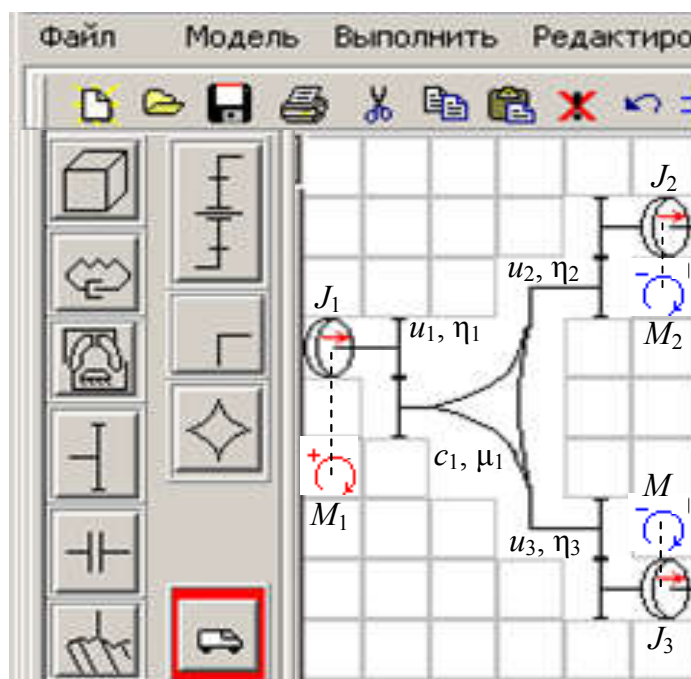 Файл Модель Выполнить Редактиро
J2
u2, η2
J1
u1, η1
M2
c1, μ1
M1
M
u3, η3
J3